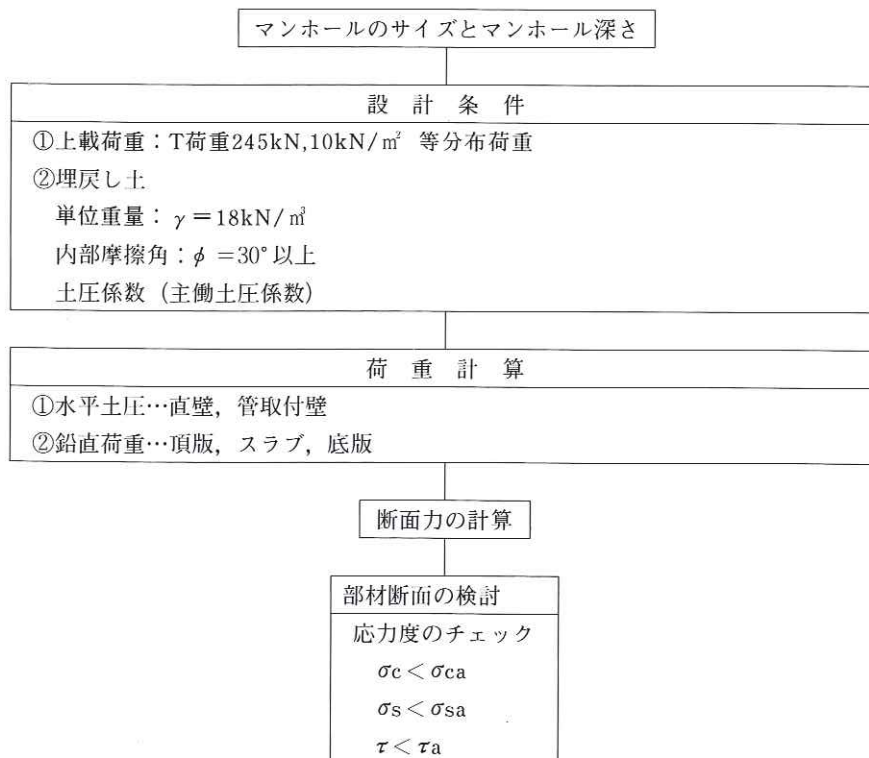 マンホールのサイズとマンホール深さ
設計条件
①上載荷重：T荷重245kN,10kN/㎡ 等分布荷重
②埋戻し土
単位重量：γ＝18kN/㎥
内部摩擦角：φ＝30°以上
土圧係数（主働土圧係数）
荷重計算
①水平土圧…直壁，管取付壁
②鉛直荷重…頂版，スラブ，底版
断面力の計算
部材断面の検討
応力度のチェック
σc＜σca
σs＜σsa
τ＜τa